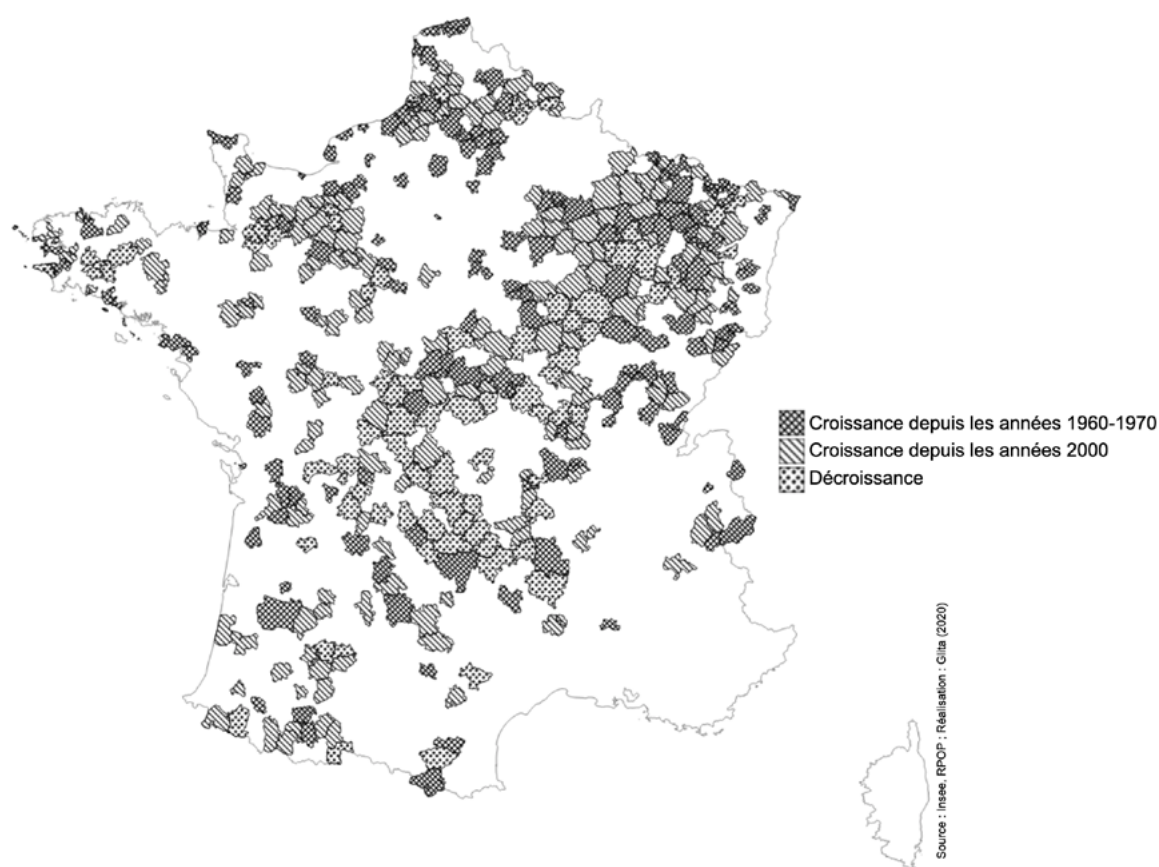 Croissance depuis les années 1960-1970
Croissance depuis les années 2000
Décroissance
Source : Insee, RPOP ; Réalisation : Gilta (2020)